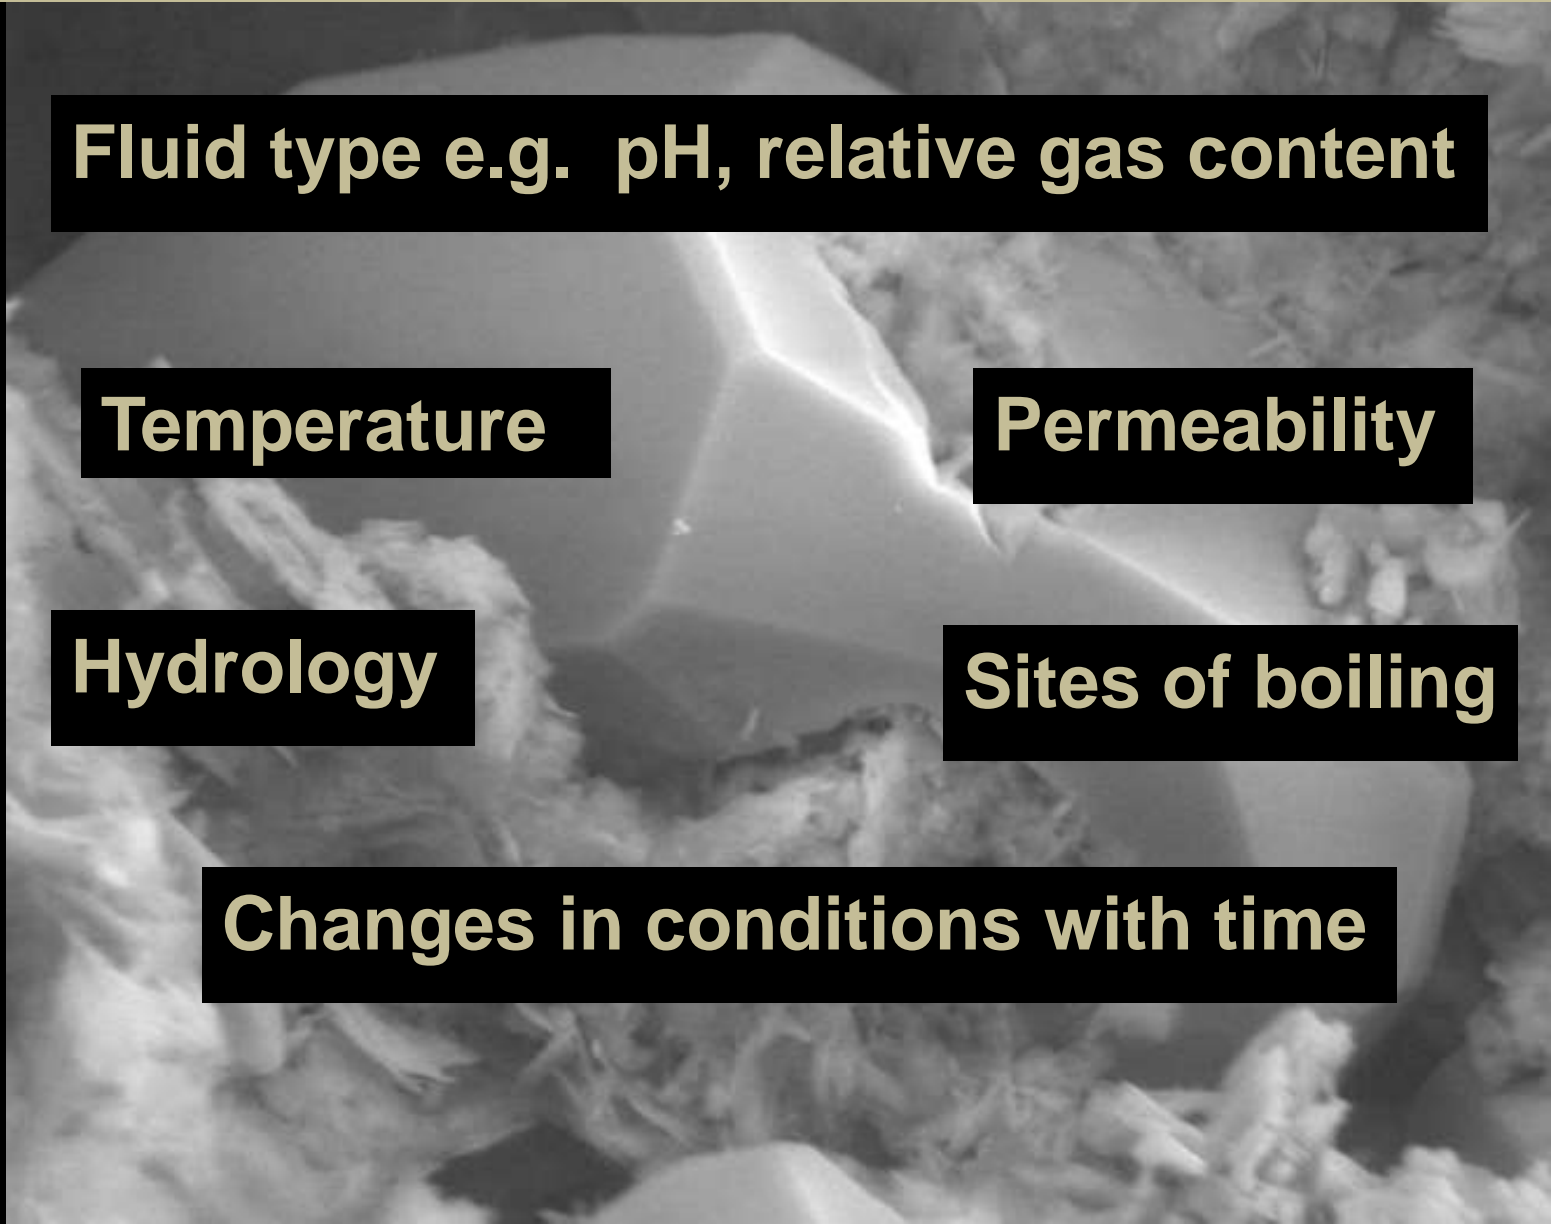 Fluid type e.g.  pH, relative gas content
Temperature
Permeability
Hydrology
Sites of boiling
Changes in conditions with time